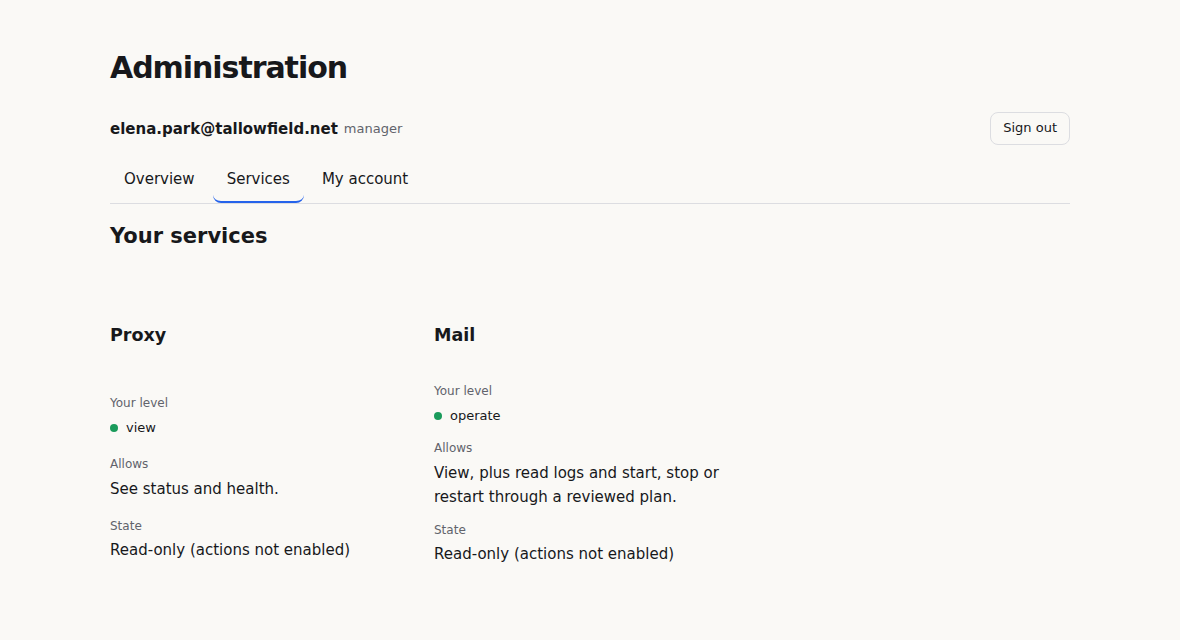 Administration
elena.park@tallowfield.net manager
Sign out
Overview Services My account
Your services
Proxy
Your level
view
Allows
See status and health.
State
Read-only (actions not enabled)
Mail
Your level
operate
Allows
View, plus read logs and start, stop or
restart through a reviewed plan.
State
Read-only (actions not enabled)